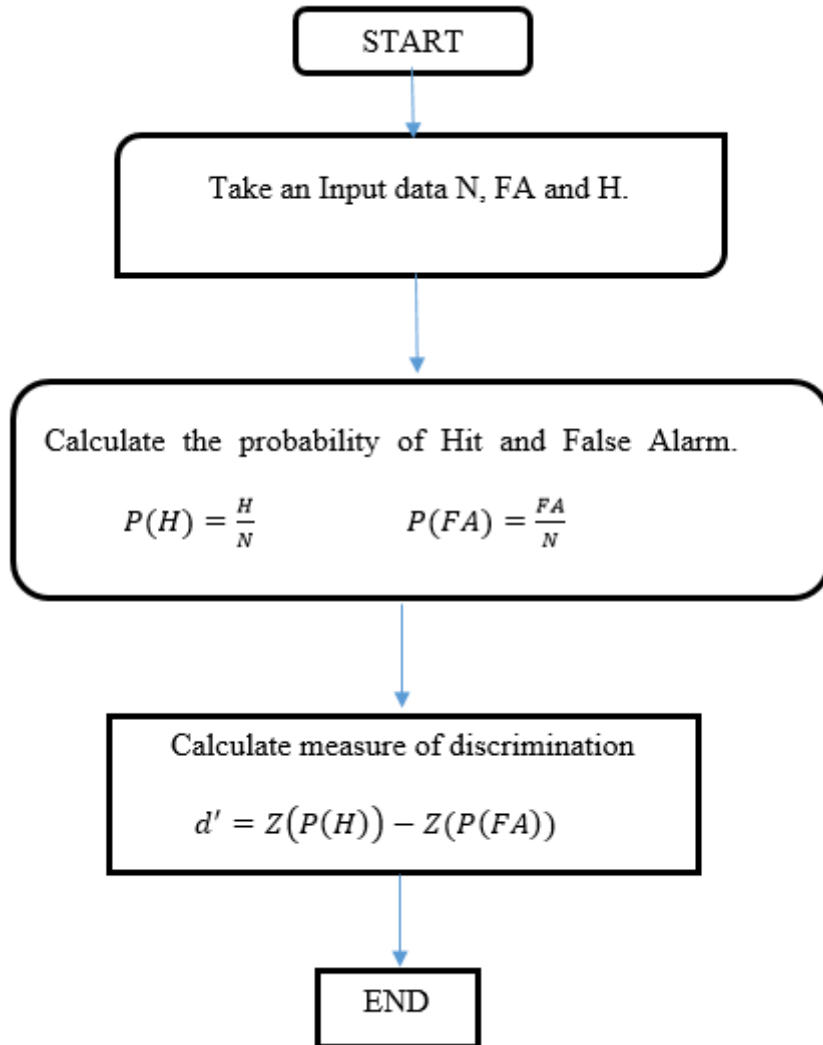 START
Take an Input data N, FA and H.
Calculate the probability of Hit and False Alarm.
P(H) = H/N P(FA) = FA/N
Calculate measure of discrimination
d′ = Z(P(H)) − Z(P(FA))
END